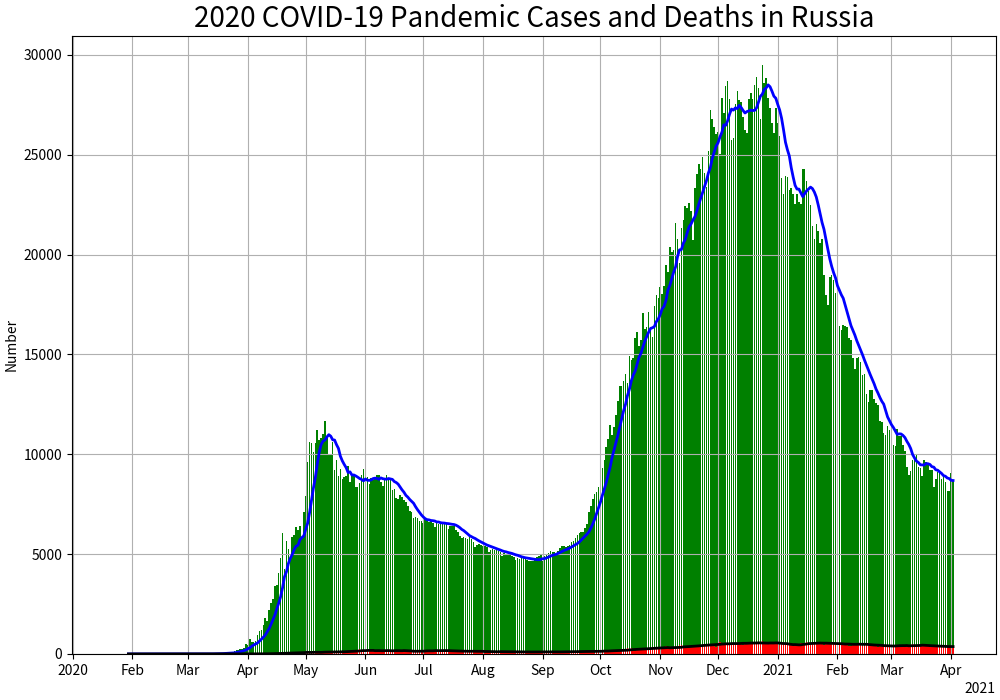 2020 COVID-19 Pandemic Cases and Deaths in Russia
Number
30000
25000
20000
15000
10000
5000
0
2020 Feb Mar Apr May Jun Jul Aug Sep Oct Nov Dec 2021 Feb Mar Apr
2021